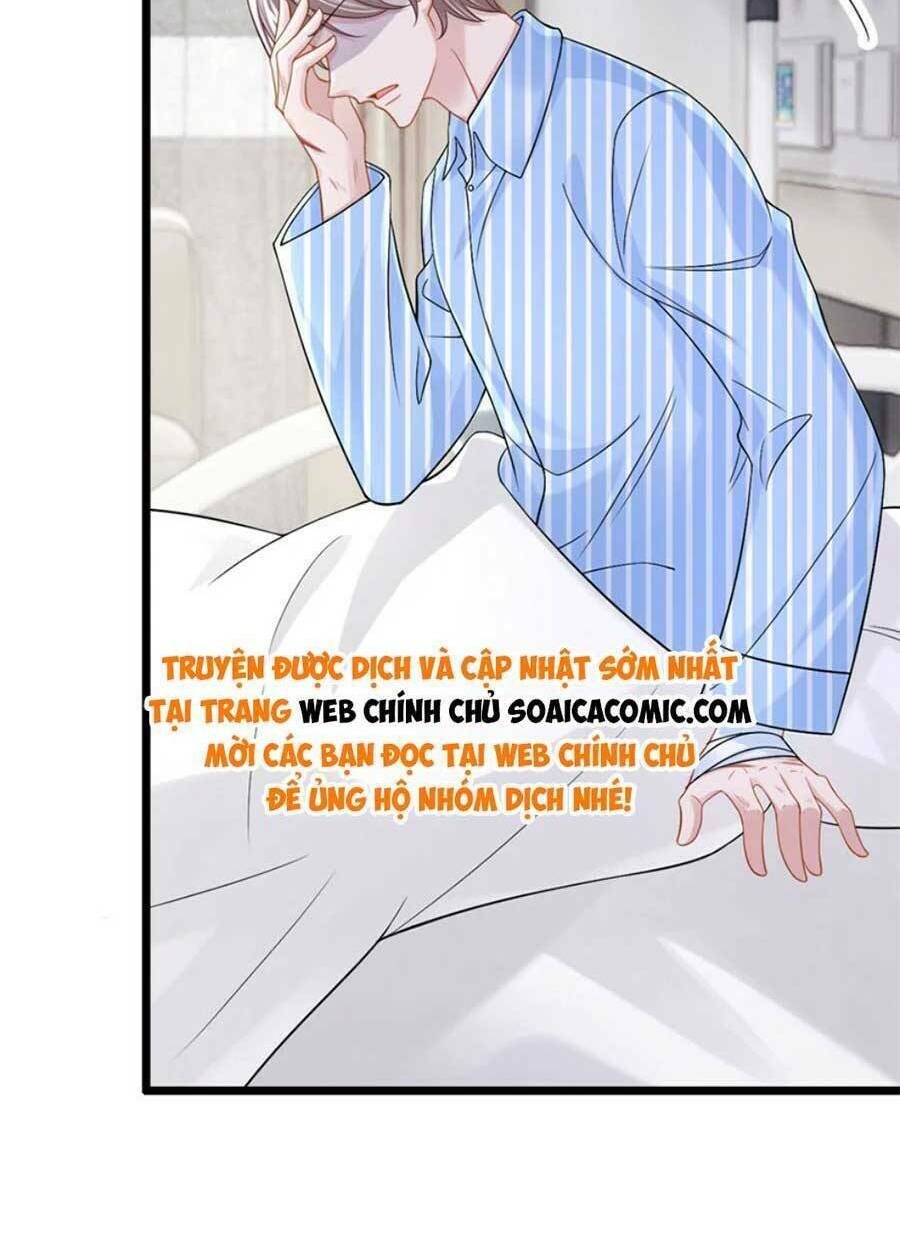 TRUYỆN ĐƯỢC DỊCH VÀ CẬP NHẬT SỚM NHẤT
TẠI TRANG WEB CHÍNH CHỦ SOAICACOMIC.COM
MỜI CÁC BẠN ĐỌC TẠI WEB CHÍNH CHỦ
ĐỂ ỦNG HỘ NHÓM DỊCH NHÉ!